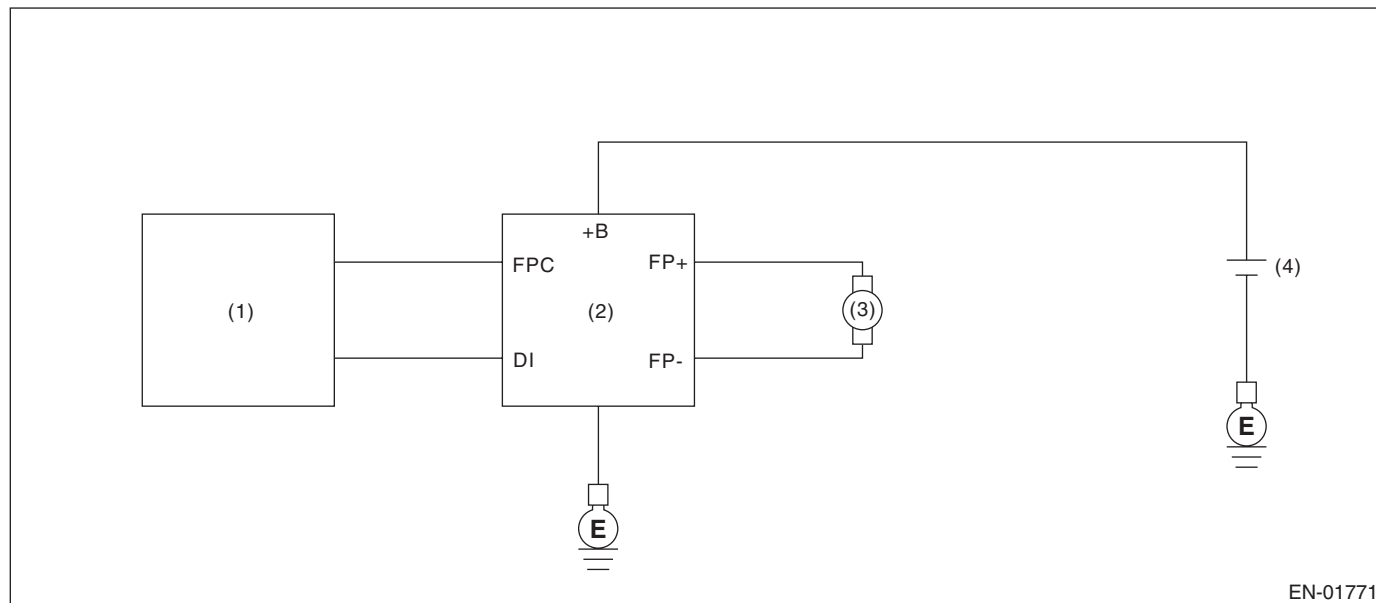 +B
FPC
FP+
(1)
(2)
(3)
(4)
DI
FP-
E
E
EN-01771